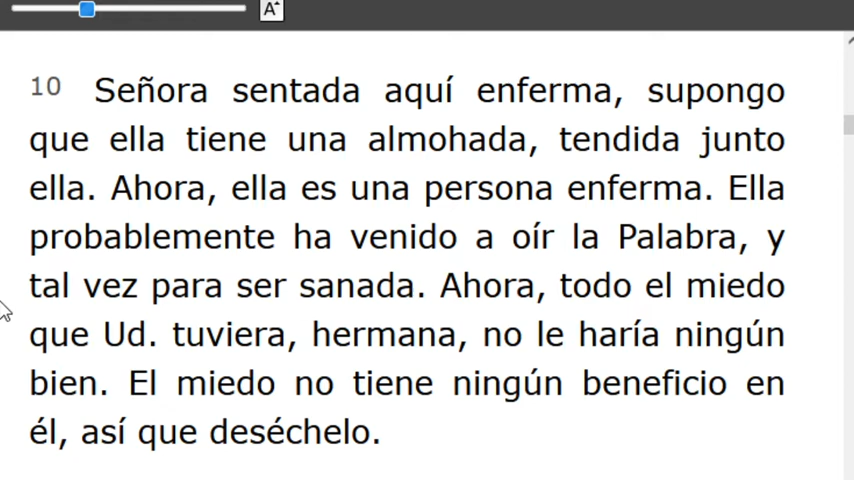 A
10 Señora sentada aquí enferma, supongo
que ella tiene una almohada, tendida junto
ella. Ahora, ella es una persona enferma. Ella
probablemente ha venido a oír la Palabra, y
tal vez para ser sanada. Ahora, todo el miedo
que Ud. tuviera, hermana, no le haría ningún
bien. El miedo no tiene ningún beneficio en
él, así que deséchelo.